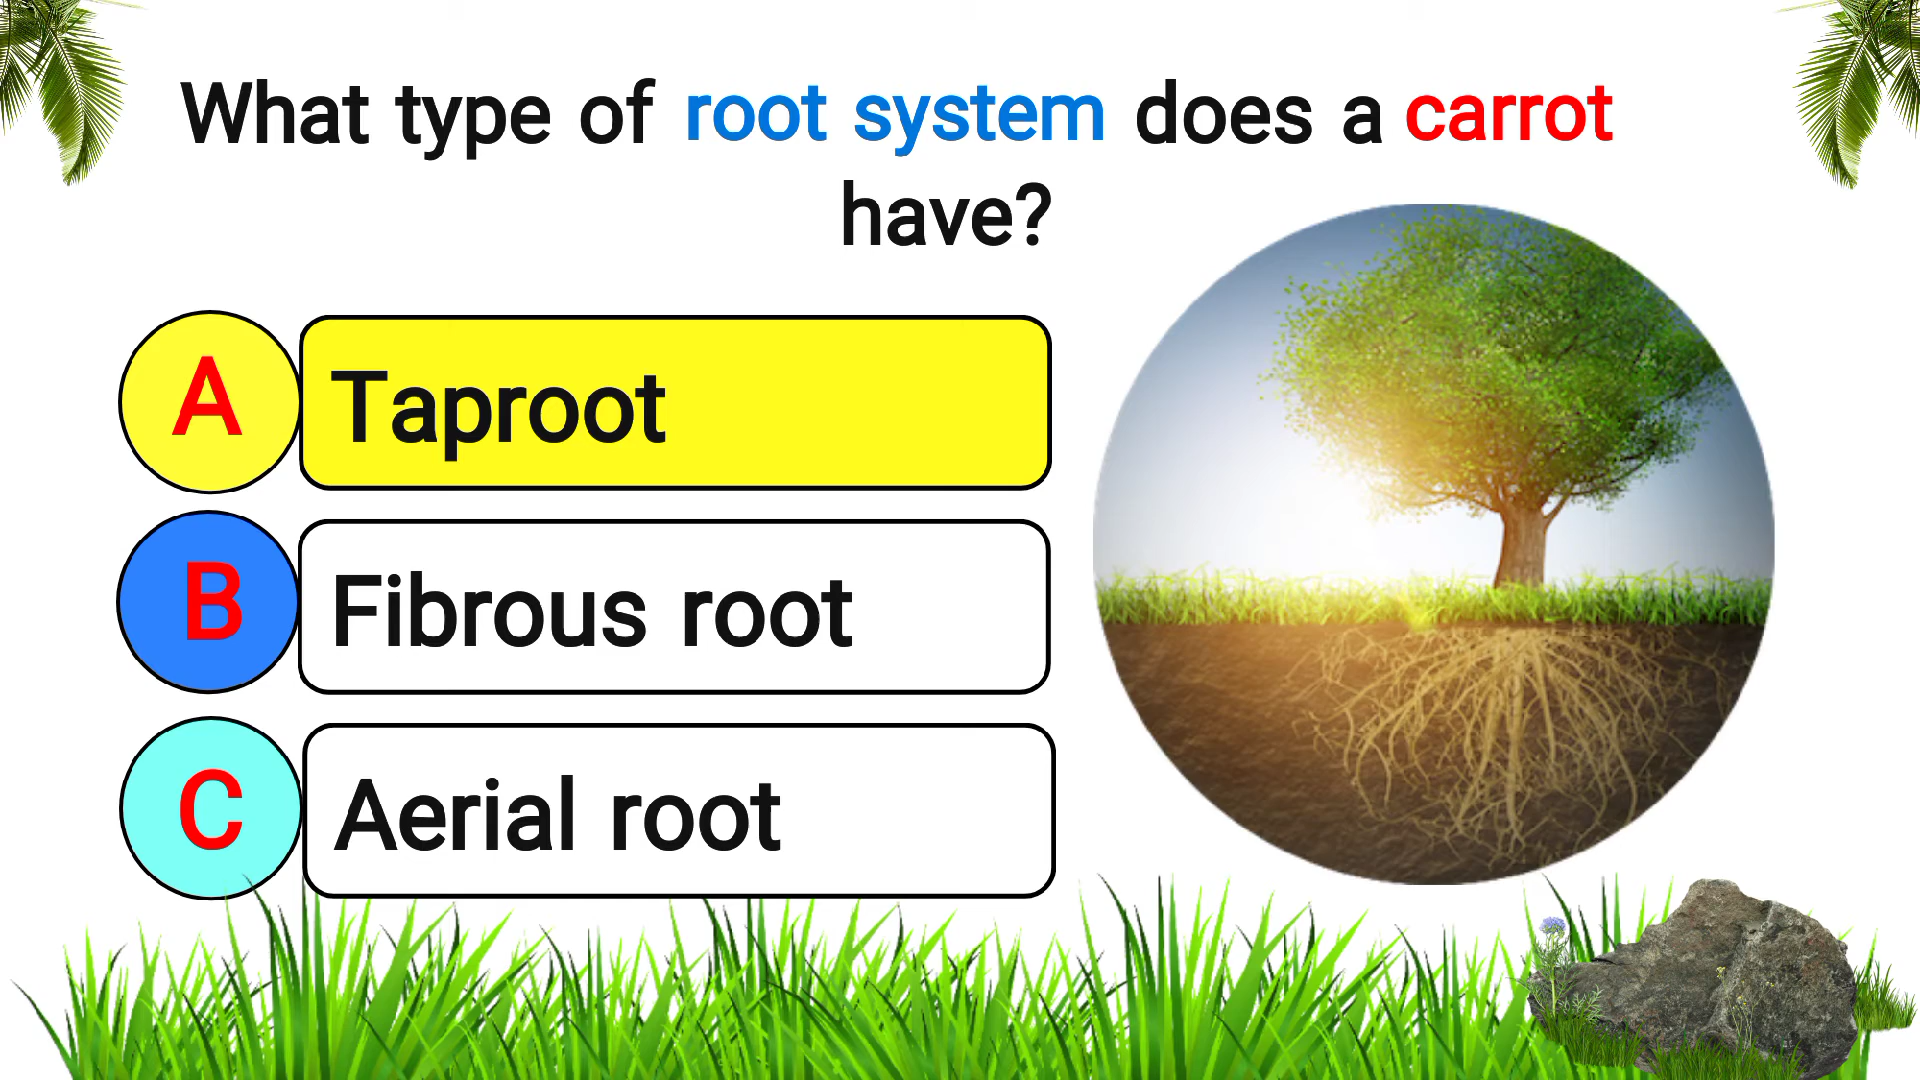 What type of root system does a carrot
have?
A Taproot
B Fibrous root
C Aerial root